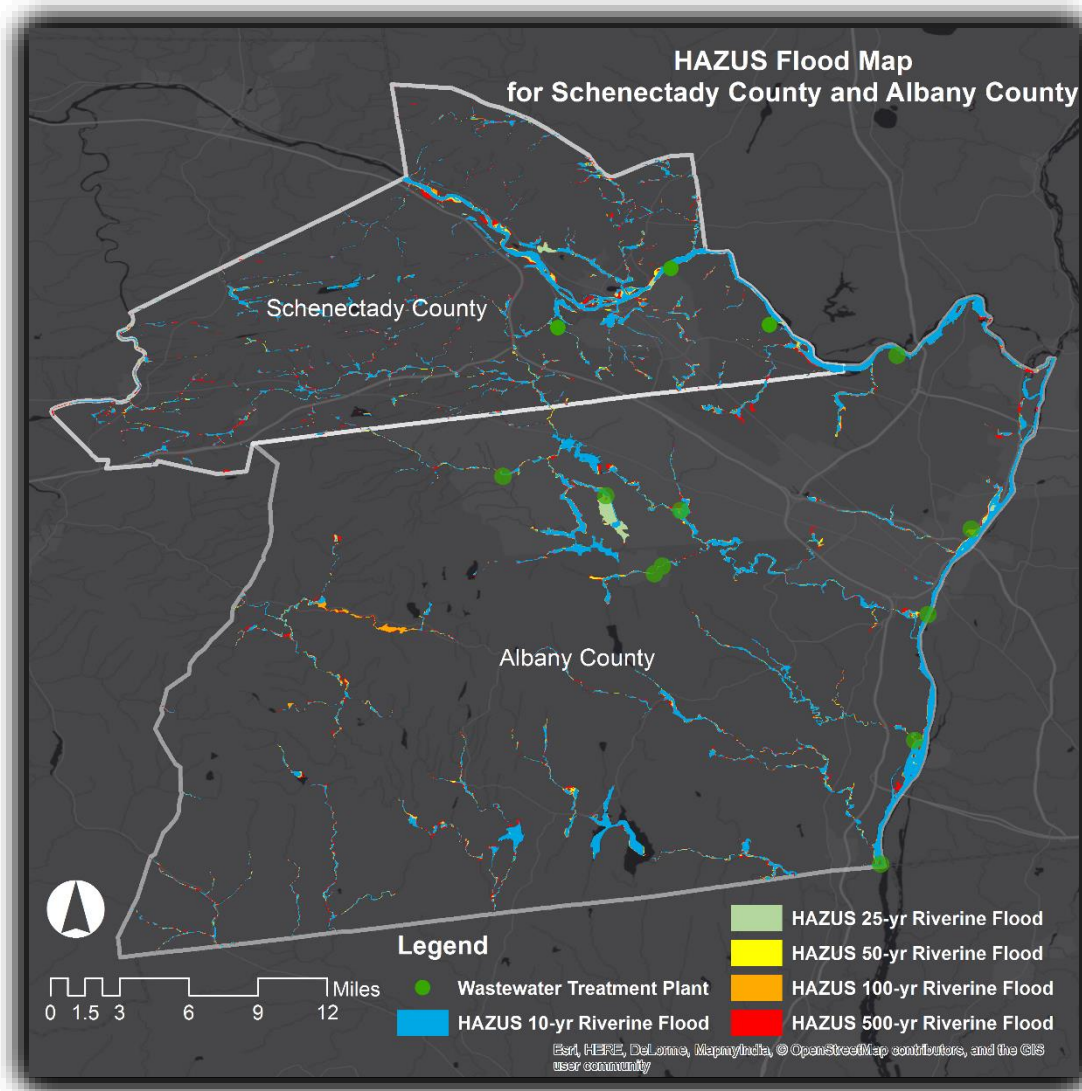 HAZUS Flood Map
for Schenectady County and Albany County
Schenectady County
Albany County
Legend
Wastewater Treatment Plant
HAZUS 10-yr Riverine Flood
HAZUS 25-yr Riverine Flood
HAZUS 50-yr Riverine Flood
HAZUS 100-yr Riverine Flood
HAZUS 500-yr Riverine Flood
Miles
0 1.5 3 6 9 12
Esri, HERE, DeLorme, MapmyIndia, © OpenStreetMap contributors, and the GIS
user community